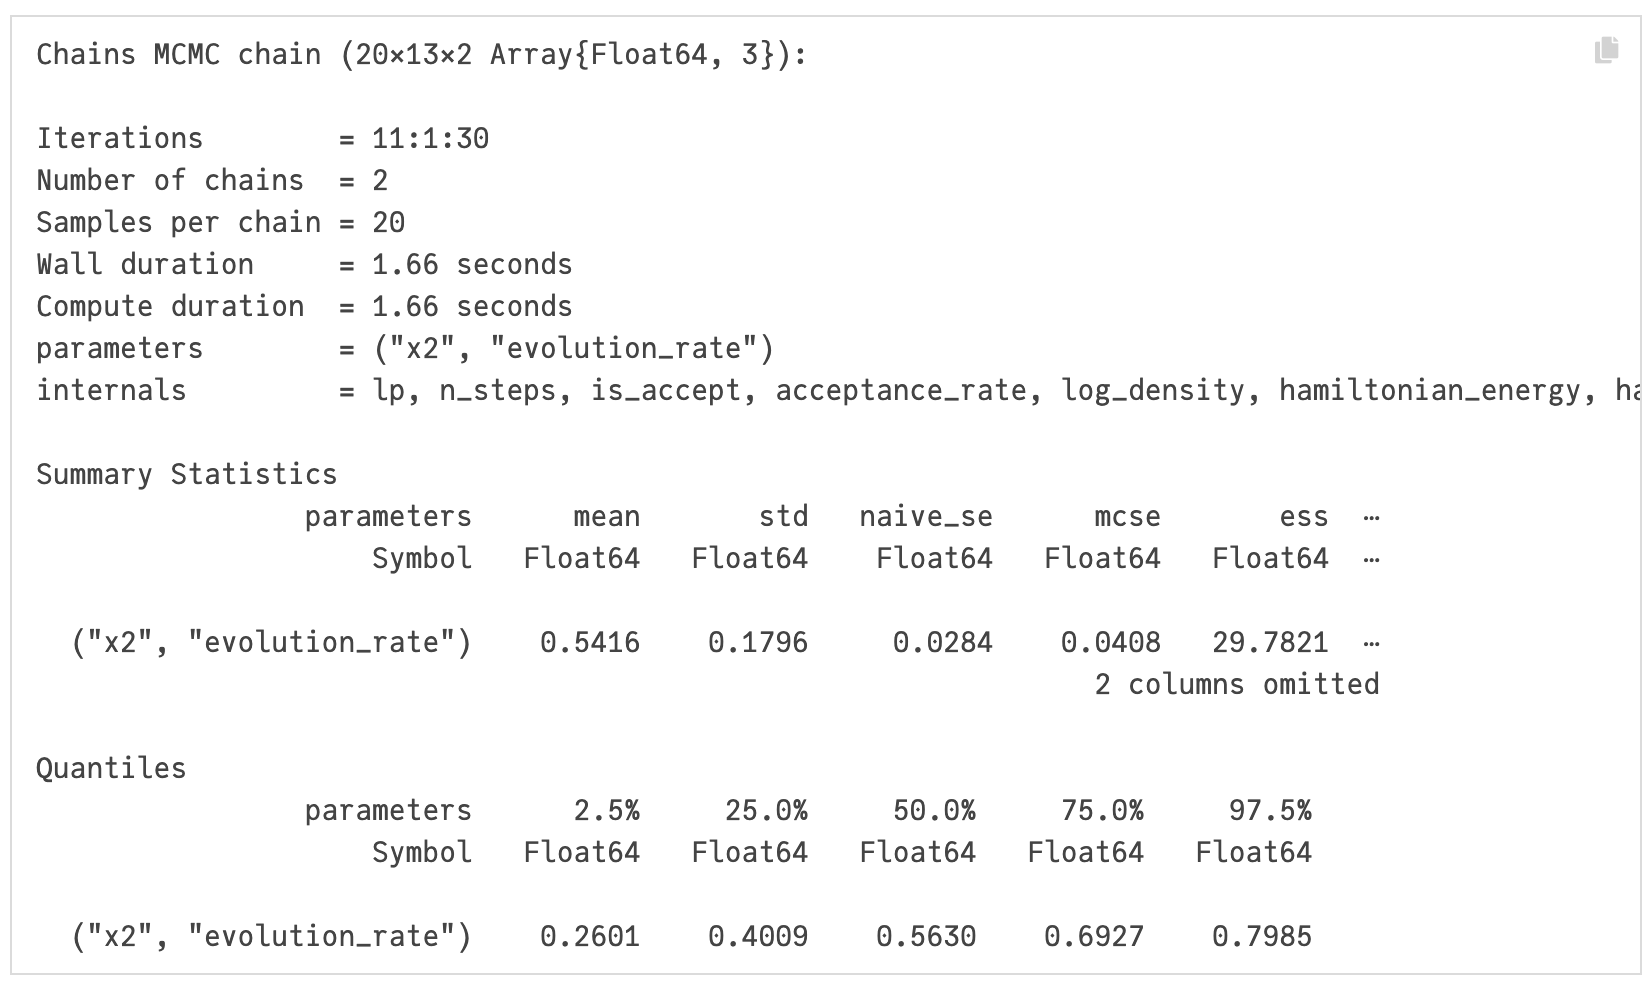 Chains MCMC chain (20×13×2 Array{Float64, 3}):
Iterations        = 11:1:30
Number of chains  = 2
Samples per chain = 20
Wall duration     = 1.66 seconds
Compute duration  = 1.66 seconds
parameters        = ("x2", "evolution_rate")
internals         = lp, n_steps, is_accept, acceptance_rate, log_density, hamiltonian_energy, ha
Summary Statistics
                parameters      mean       std   naive_se      mcse       ess  ⋯
                    Symbol   Float64   Float64    Float64   Float64   Float64  ⋯
  ("x2", "evolution_rate")    0.5416    0.1796     0.0284    0.0408   29.7821  ⋯
                                                               2 columns omitted
Quantiles
                parameters      2.5%     25.0%     50.0%     75.0%     97.5%
                    Symbol   Float64   Float64   Float64   Float64   Float64
  ("x2", "evolution_rate")    0.2601    0.4009    0.5630    0.6927    0.7985